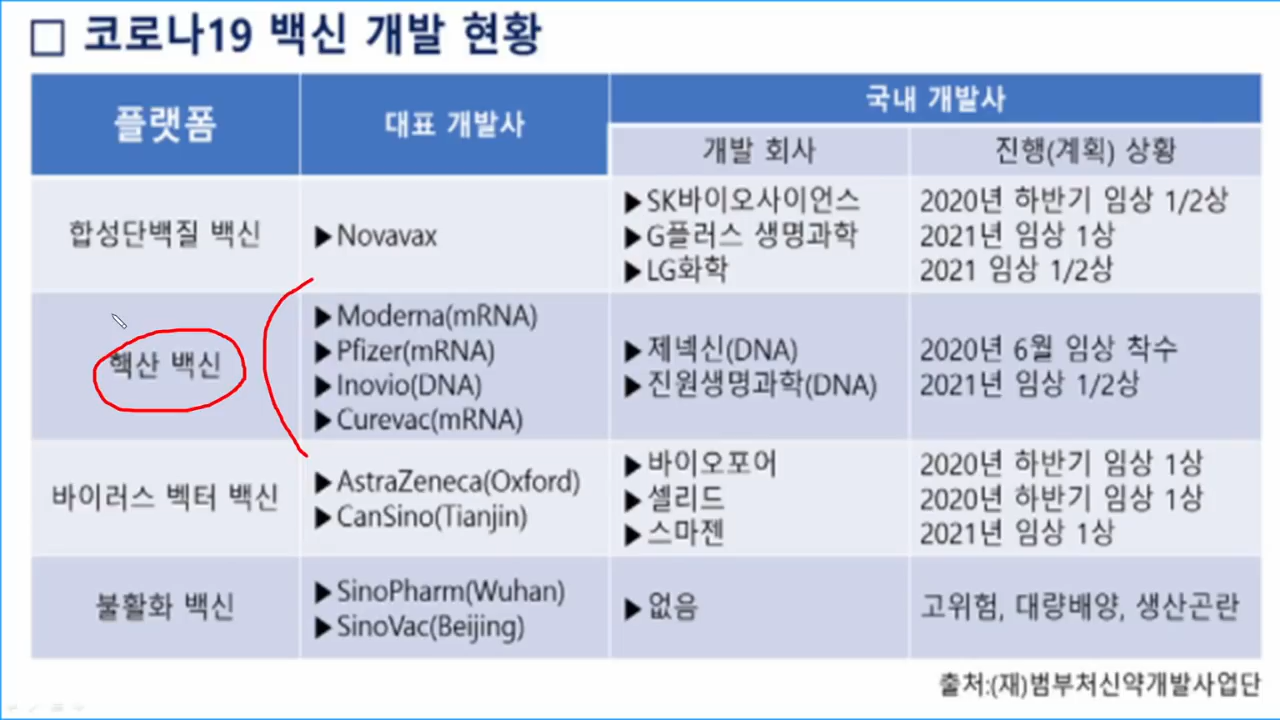 □ 코로나19 백신 개발 현황
플랫폼
대표 개발사
국내 개발사
개발 회사
진행(계획) 상황
합성단백질 백신
▶Novavax
▶SK바이오사이언스
2020년 하반기 임상 1/2상
▶G플러스 생명과학
2021년 임상 1상
▶LG화학
2021 임상 1/2상
핵산 백신
▶Moderna(mRNA)
▶Pfizer(mRNA)
▶Inovio(DNA)
▶Curevac(mRNA)
▶제넥신(DNA)
2020년 6월 임상 착수
▶진원생명과학(DNA)
2021년 임상 1/2상
바이러스 벡터 백신
▶AstraZeneca(Oxford)
▶CanSino(Tianjin)
▶바이오포어
2020년 하반기 임상 1상
▶셀리드
2020년 하반기 임상 1상
▶스마젠
2021년 임상 1상
불활화 백신
▶SinoPharm(Wuhan)
▶SinoVac(Beijing)
▶없음
고위험, 대량배양, 생산곤란
출처:(재)범부처신약개발사업단